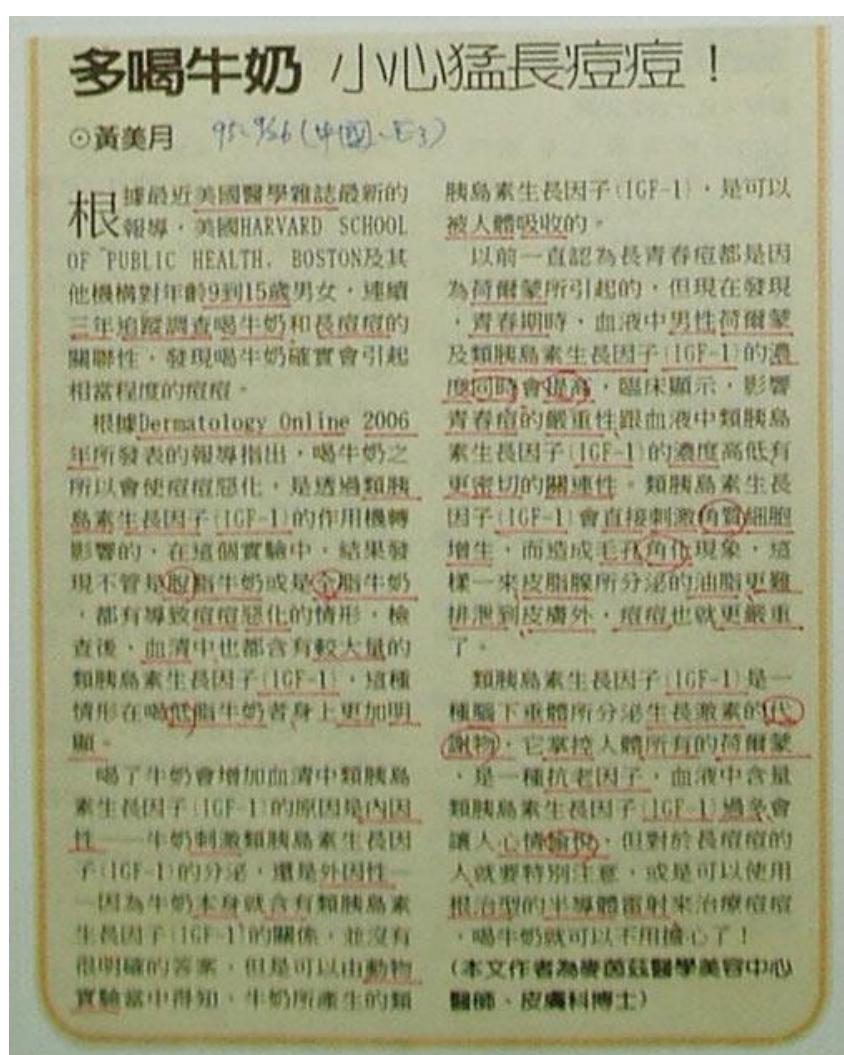 多喝牛奶 小心猛長痘痘！
⊙黃美月 95.9/26(中國、E3)
根據最近美國醫學雜誌最新的
報導，美國HARVARD SCHOOL
OF PUBLIC HEALTH. BOSTON及其
他機構對年齡9到15歲男女，連續
三年追蹤調查喝牛奶和長痘痘的
關聯性，發現喝牛奶確實會引起
相當程度的痘痘。
根據Dermatology Online 2006
年所發表的報導指出，喝牛奶之
所以會使痘痘惡化，是透過類胰
島素生長因子(IGF-1)的作用機轉
影響的，在這個實驗中，結果發
現不管是脫脂牛奶或是全脂牛奶
，都有導致痘痘惡化的情形，檢
查後，血清中也都含有較大量的
類胰島素生長因子(IGF-1)，這種
情形在喝低脂牛奶者身上更加明
顯。
喝了牛奶會增加血清中類胰島
素生長因子(IGF-1)的原因是內因
性——牛奶刺激類胰島素生長因
子(IGF-1)的分泌，還是外因性—
—因為牛奶本身就含有類胰島素
生長因子(IGF-1)的關係，並沒有
很明確的答案，但是可以由動物
實驗當中得知，牛奶所產生的類
胰島素生長因子(IGF-1)，是可以
被人體吸收的。
以前一直認為長青春痘都是因
為荷爾蒙所引起的，但現在發現
，青春期時，血液中男性荷爾蒙
及類胰島素生長因子(IGF-1)的濃
度同時會提高，臨床顯示，影響
青春痘的嚴重性跟血液中類胰島
素生長因子(IGF-1)的濃度高低有
更密切的關連性。類胰島素生長
因子(IGF-1)會直接刺激角質細胞
增生，而造成毛孔角化現象，這
樣一來皮脂腺所分泌的油脂更難
排泄到皮膚外，痘痘也就更嚴重
了。
類胰島素生長因子(IGF-1)是一
種腦下垂體所分泌生長激素的代
謝物，它掌控人體所有的荷爾蒙
，是一種抗老因子，血液中含量
類胰島素生長因子(IGF-1)過多會
讓人心情愉悅，但對於長痘痘的
人就要特別注意，或是可以使用
根治型的半導體雷射來治療痘痘
，喝牛奶就可以不用擔心了！
(本文作者為麥茵茲醫學美容中心
醫師、皮膚科博士)